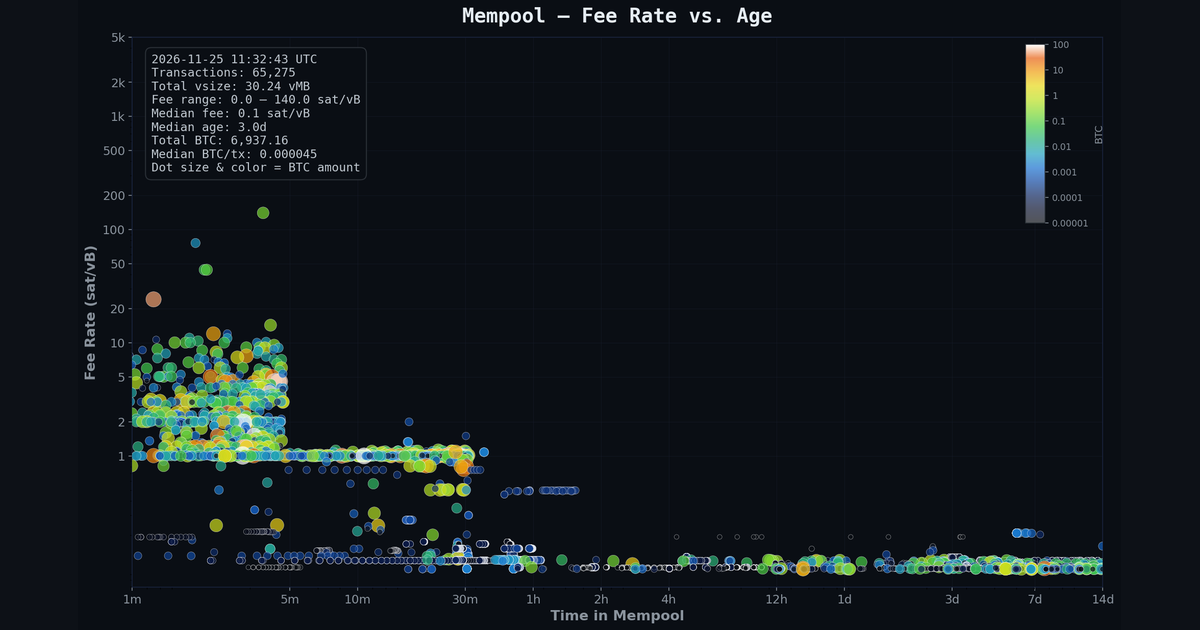 Mempool — Fee Rate vs. Age
2026-11-25 11:32:43 UTC
Transactions: 65,275
Total vsize: 30.24 vMB
Fee range: 0.0 — 140.0 sat/vB
Median fee: 0.1 sat/vB
Median age: 3.0d
Total BTC: 6,937.16
Median BTC/tx: 0.000045
Dot size & color = BTC amount
100
10
1
0.1
0.01
0.001
0.0001
0.00001
BTC
5k
2k
1k
500
200
100
50
20
10
5
2
1
Fee Rate (sat/vB)
1m 5m 10m 30m 1h 2h 4h 12h 1d 3d 7d 14d
Time in Mempool